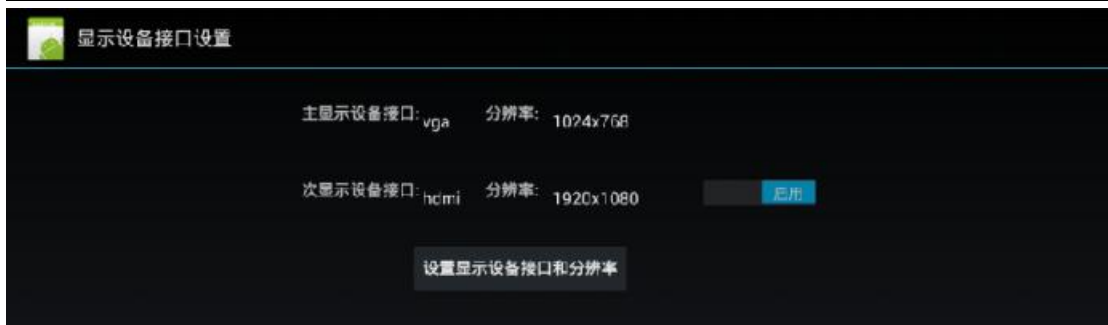 显示设备接口设置
主显示设备接口: vga 分辨率: 1024x768
次显示设备接口: hdmi 分辨率: 1920x1080 启用
设置显示设备接口和分辨率